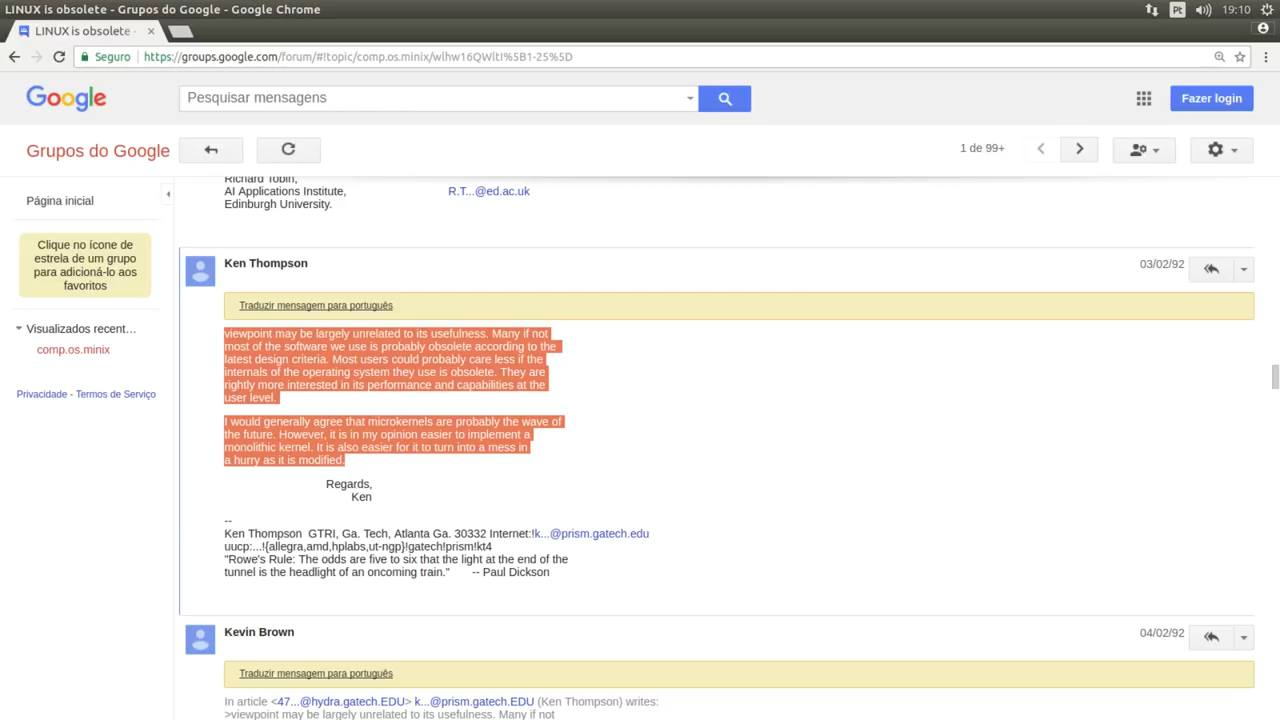 LINUX is obsolete - Grupos do Google - Google Chrome
Pt
19:10
LINUX is obsolete -
Seguro
https://groups.google.com/forum/#!topic/comp.os.minix/wlhw16QWltI%5B1-25%5D
Google
Pesquisar mensagens
Fazer login
Grupos do Google
1 de 99+
Página inicial
Clique no ícone de
estrela de um grupo
para adicioná-lo aos
favoritos
Visualizados recent…
comp.os.minix
Privacidade - Termos de Serviço
Richard Tobin,
AI Applications Institute, R.T...@ed.ac.uk
Edinburgh University.
Ken Thompson
03/02/92
Traduzir mensagem para português
viewpoint may be largely unrelated to its usefulness. Many if not
most of the software we use is probably obsolete according to the
latest design criteria. Most users could probably care less if the
internals of the operating system they use is obsolete. They are
rightly more interested in its performance and capabilities at the
user level.
I would generally agree that microkernels are probably the wave of
the future. However, it is in my opinion easier to implement a
monolithic kernel. It is also easier for it to turn into a mess in
a hurry as it is modified.
Regards,
Ken
--
Ken Thompson GTRI, Ga. Tech, Atlanta Ga. 30332 Internet:!k...@prism.gatech.edu
uucp:...!{allegra,amd,hplabs,ut-ngp}!gatech!prism!kt4
"Rowe's Rule: The odds are five to six that the light at the end of the
tunnel is the headlight of an oncoming train." -- Paul Dickson
Kevin Brown
04/02/92
Traduzir mensagem para português
In article <47...@hydra.gatech.EDU> k...@prism.gatech.EDU (Ken Thompson) writes:
>viewpoint may be largely unrelated to its usefulness. Many if not